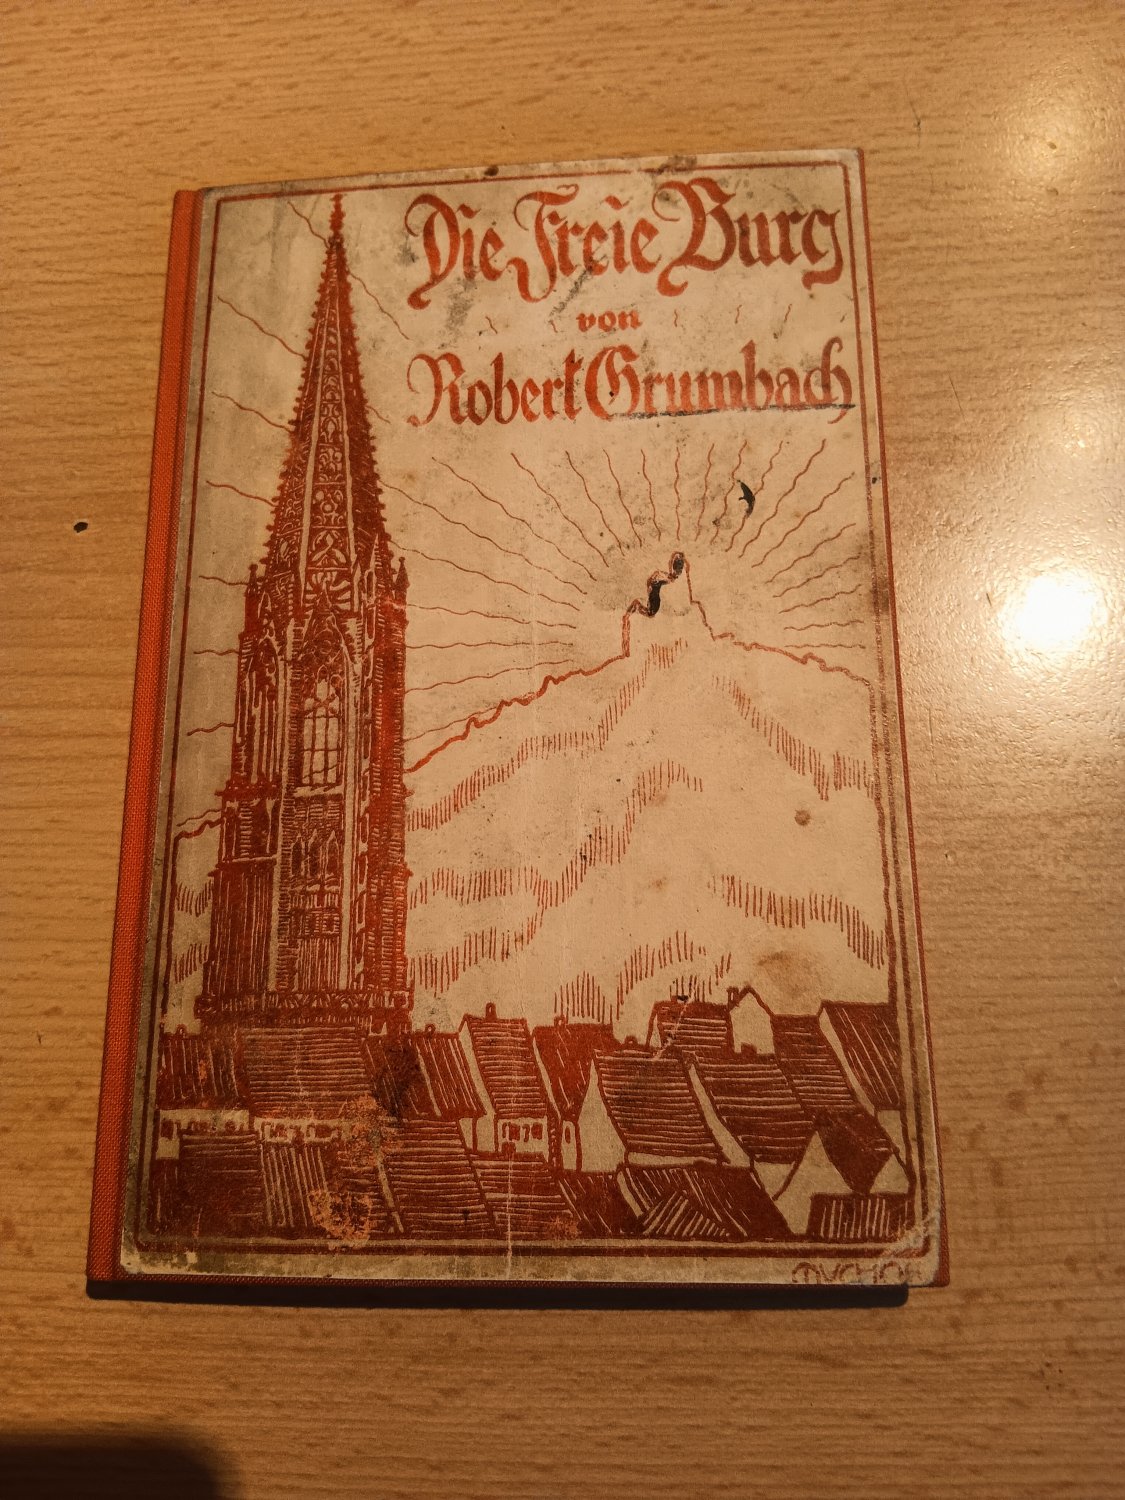 Die Freie Burg
von
Robert Grumbach